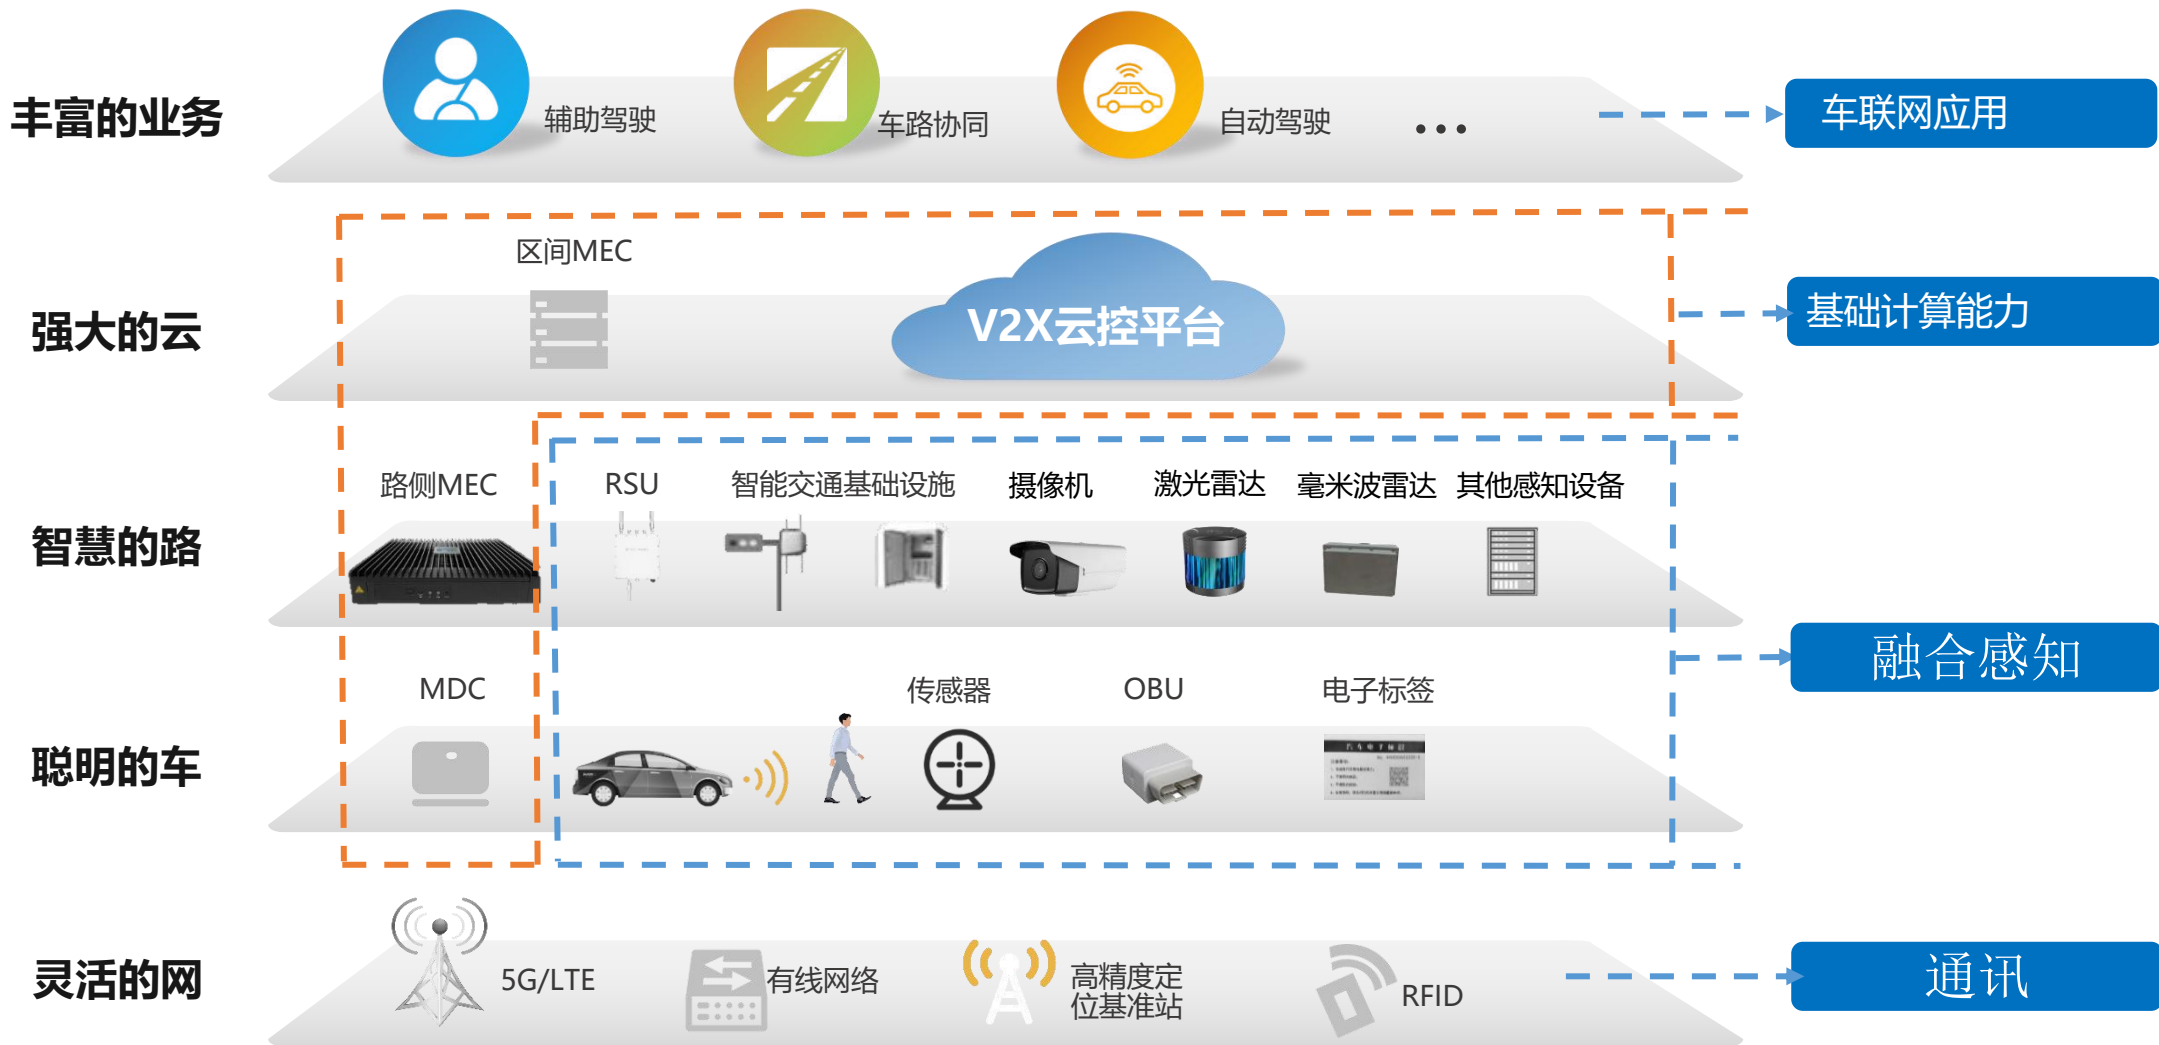 丰富的业务
辅助驾驶
车路协同
自动驾驶
...
车联网应用
强大的云
区间MEC
V2X云控平台
基础计算能力
智慧的路
路侧MEC
RSU
智能交通基础设施
摄像机
激光雷达
毫米波雷达
其他感知设备
融合感知
聪明的车
MDC
传感器
OBU
电子标签
汽车电子标识
灵活的网
5G/LTE
有线网络
高精度定
位基准站
RFID
通讯